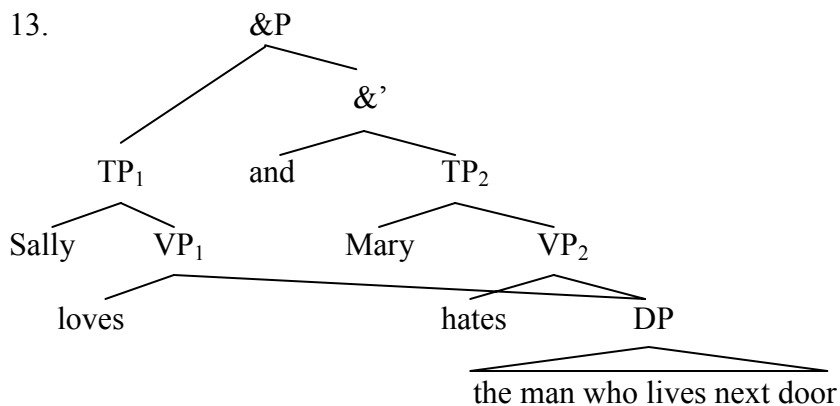 13. &P
&’
TP₁ and TP₂
Sally VP₁ Mary VP₂
loves hates DP
the man who lives next door